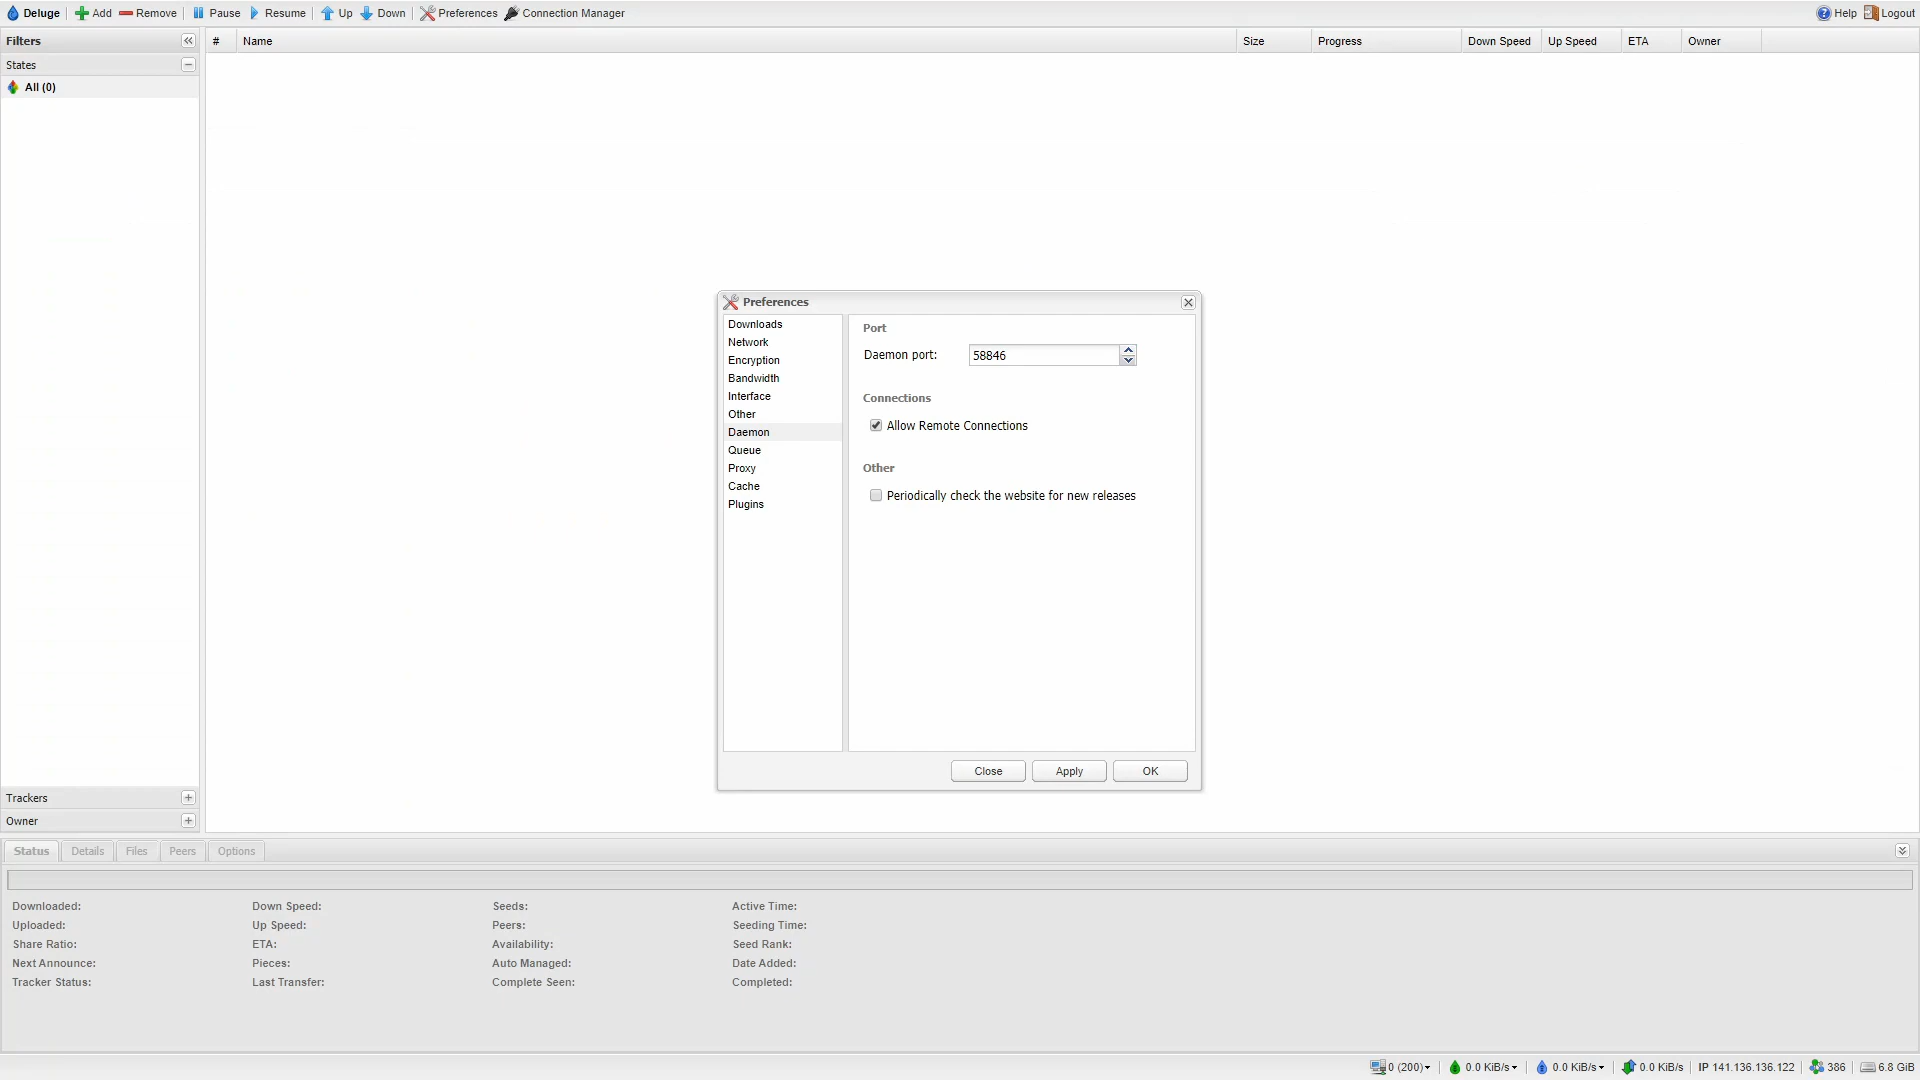 Deluge Add Remove Pause Resume Up Down Preferences Connection Manager Help Logout
Filters
States
All (0)
# Name Size Progress Down Speed Up Speed ETA Owner
Preferences
Downloads
Network
Encryption
Bandwidth
Interface
Other
Daemon
Queue
Proxy
Cache
Plugins
Port
Daemon port: 58846
Connections
Allow Remote Connections
Other
Periodically check the website for new releases
Close Apply OK
Trackers
Owner
Status Details Files Peers Options
Downloaded: Down Speed: Seeds: Active Time:
Uploaded: Up Speed: Peers: Seeding Time:
Share Ratio: ETA: Availability: Seed Rank:
Next Announce: Pieces: Auto Managed: Date Added:
Tracker Status: Last Transfer: Complete Seen: Completed:
0 (200) 0.0 KiB/s 0.0 KiB/s 0.0 KiB/s IP 141.136.136.122 386 6.8 GiB